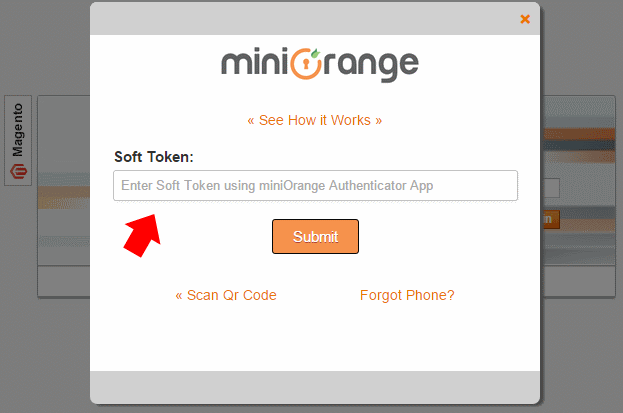 ×
miniOrange
« See How it Works »
Magento
Soft Token:
Enter Soft Token using miniOrange Authenticator App
Submit
« Scan Qr Code
Forgot Phone?